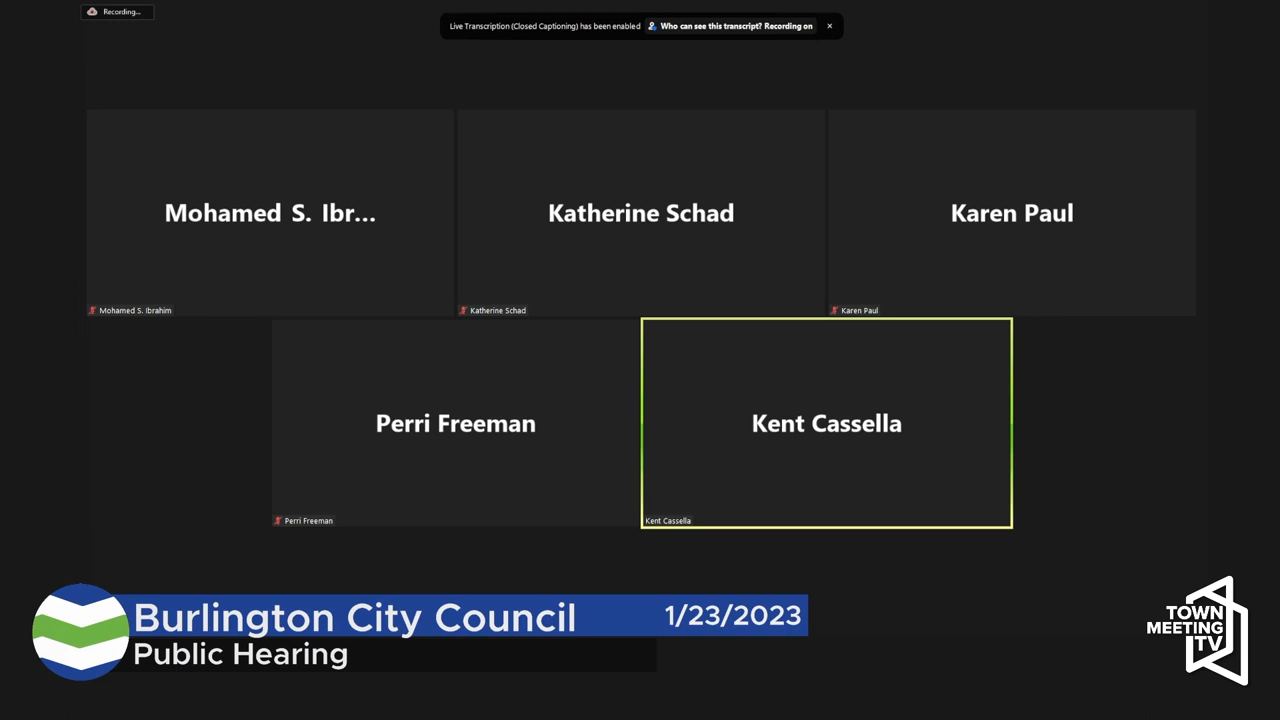 Recording...
Live Transcription (Closed Captioning) has been enabled Who can see this transcript? Recording on ×
Mohamed S. Ibr... Katherine Schad Karen Paul
Mohamed S. Ibrahim Katherine Schad Karen Paul
Perri Freeman Kent Cassella
Perri Freeman Kent Cassella
Burlington City Council 1/23/2023
Public Hearing
TOWN
MEETING
TV